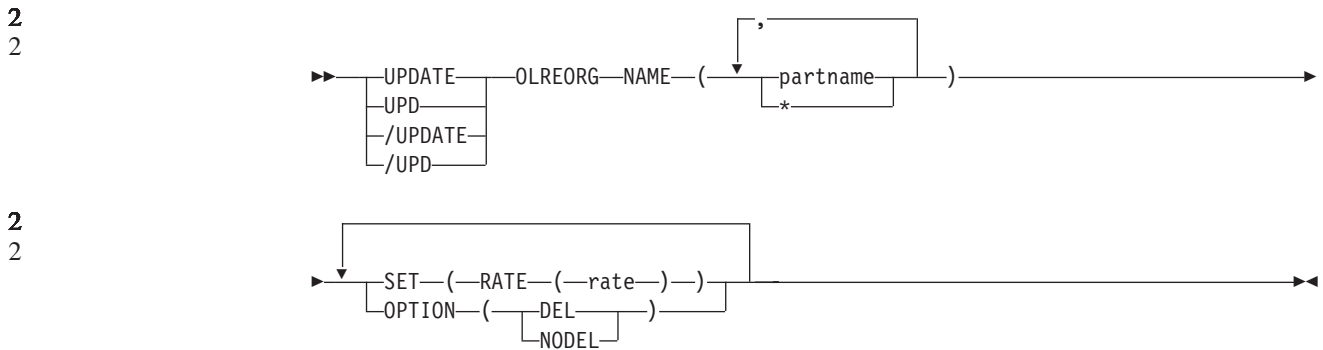 2
2
,
UPDATE OLREORG NAME ( partname )
UPD *
/UPDATE
/UPD
2
2
SET ( RATE ( rate ) )
OPTION ( DEL )
NODEL